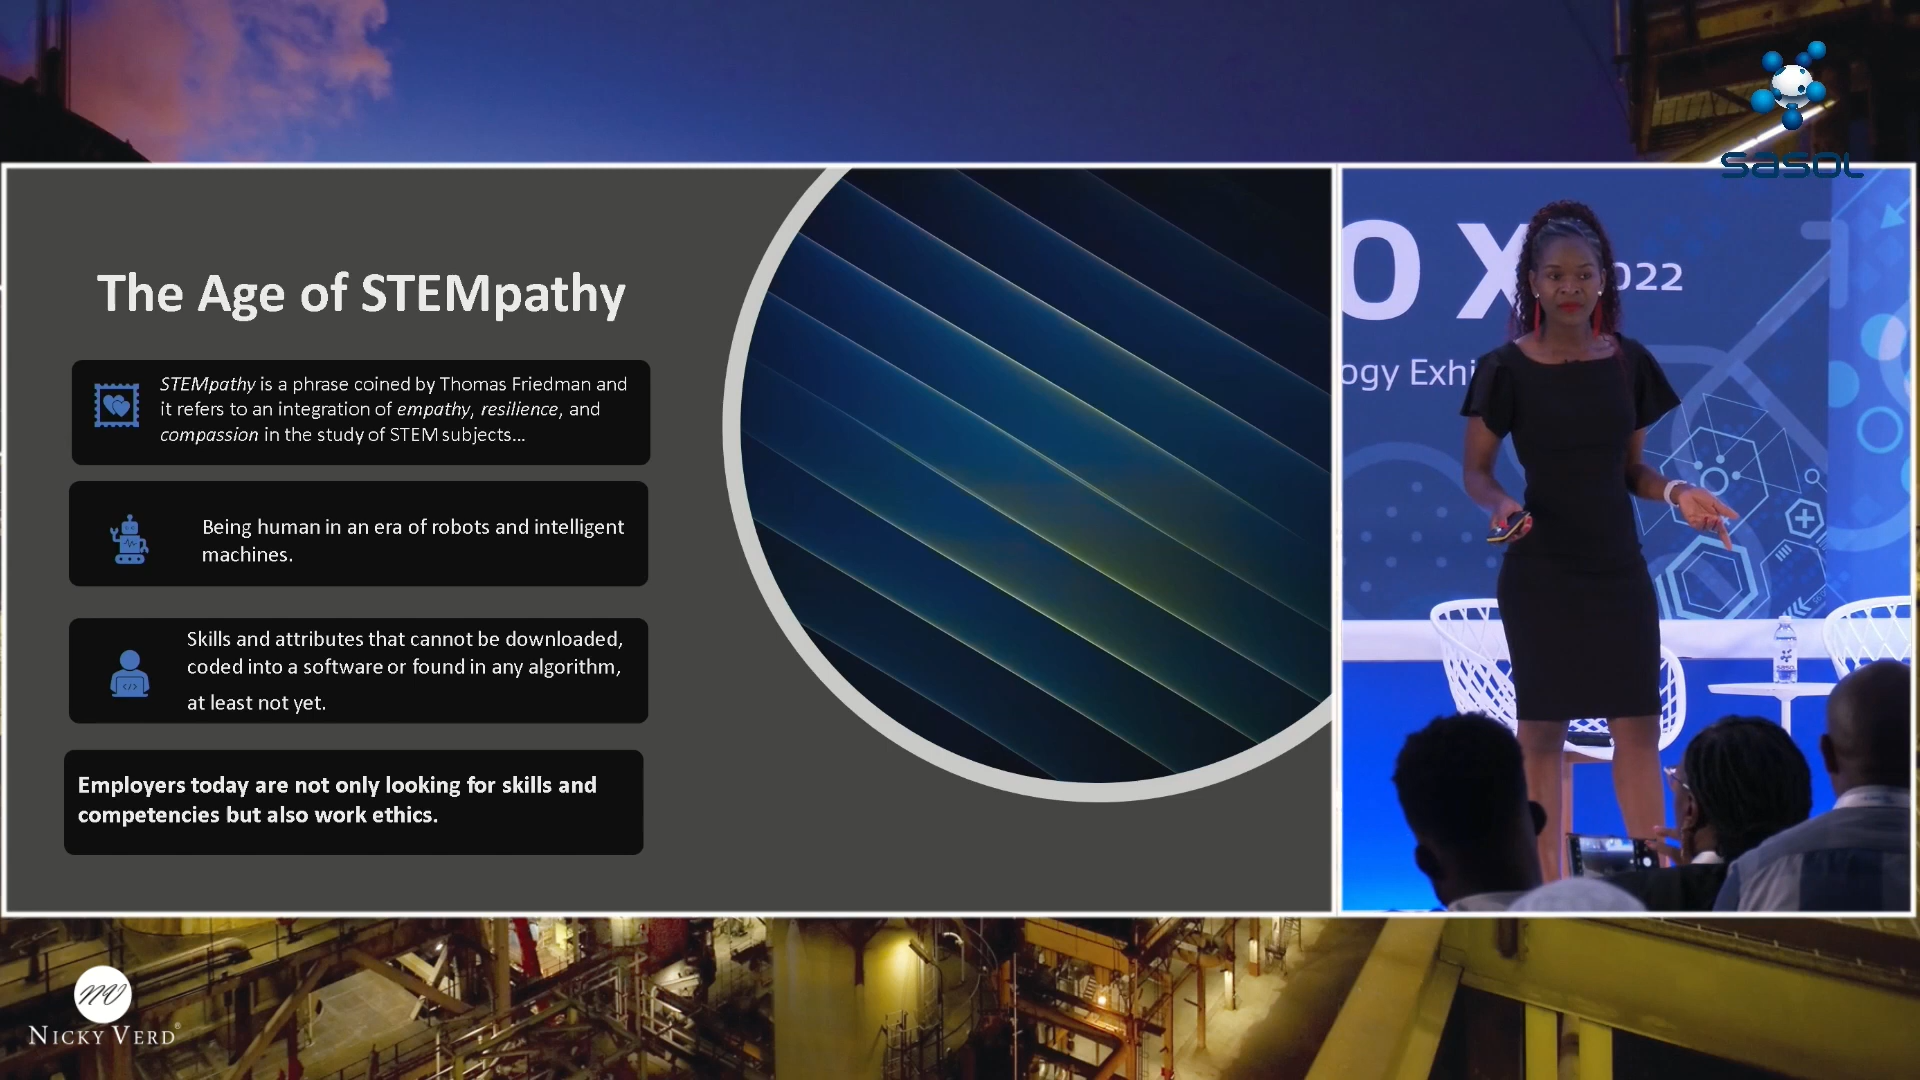 sasol
The Age of STEMpathy
STEMpathy is a phrase coined by Thomas Friedman and
it refers to an integration of empathy, resilience, and
compassion in the study of STEM subjects...
Being human in an era of robots and intelligent
machines.
Skills and attributes that cannot be downloaded,
coded into a software or found in any algorithm,
at least not yet.
Employers today are not only looking for skills and
competencies but also work ethics.
O X
022
ogy Exhi
NV
NICKY VERD®